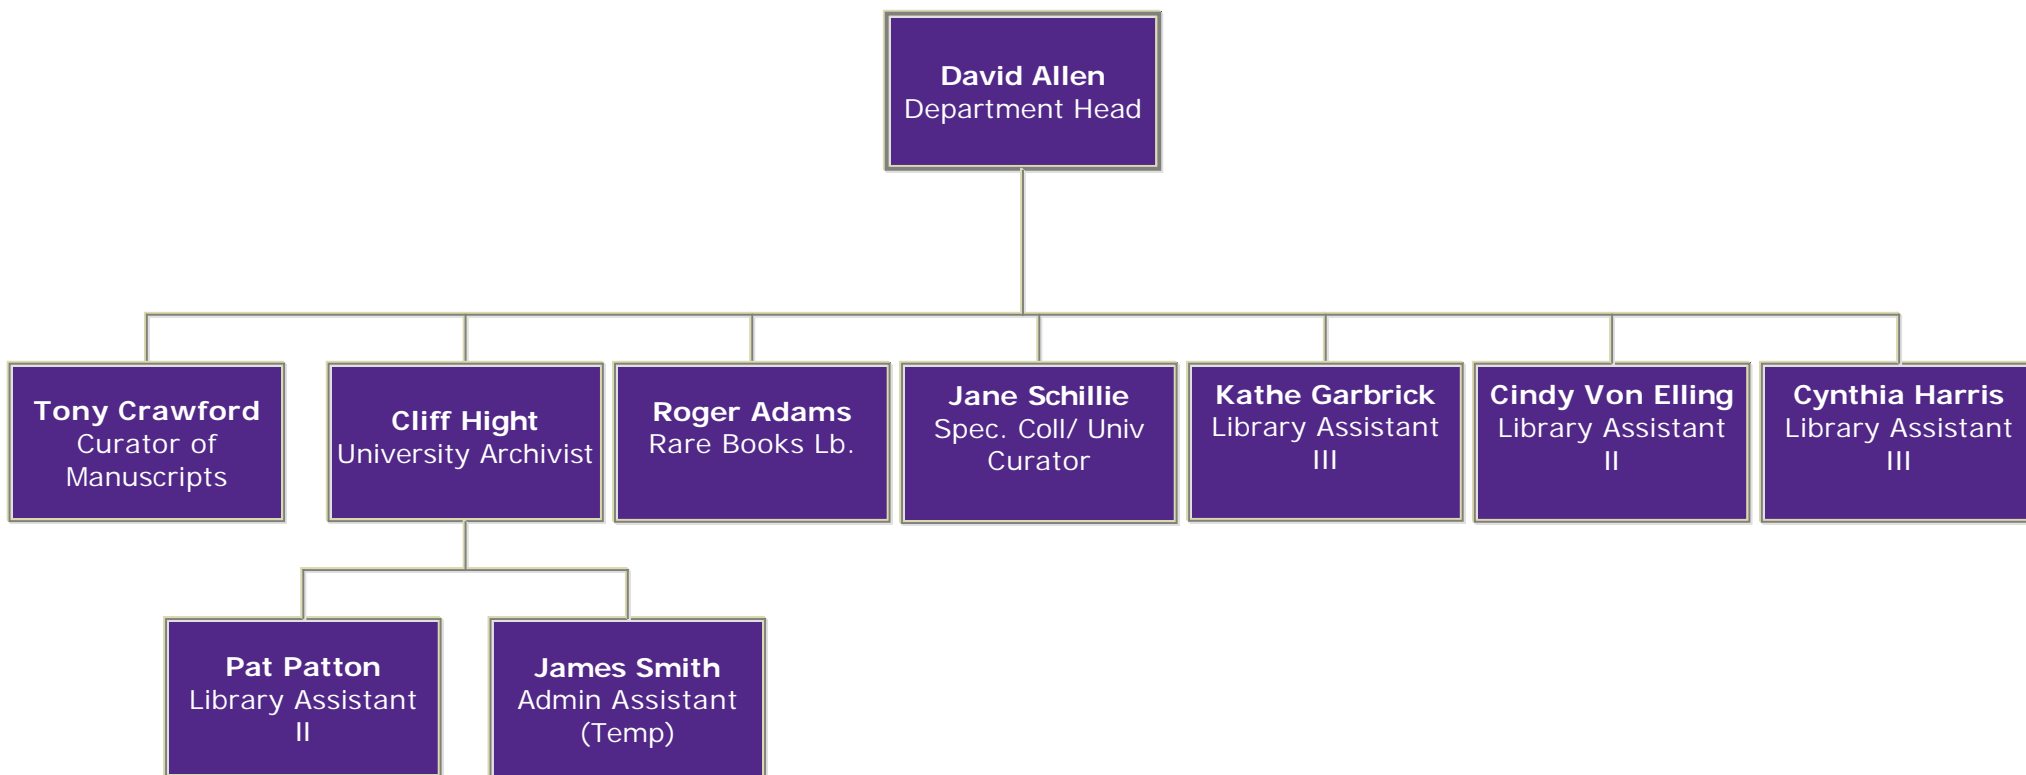 David Allen
Department Head
Tony Crawford
Curator of
Manuscripts
Cliff Hight
University Archivist
Roger Adams
Rare Books Lb.
Jane Schillie
Spec. Coll/ Univ
Curator
Kathe Garbrick
Library Assistant
III
Cindy Von Elling
Library Assistant
II
Cynthia Harris
Library Assistant
III
Pat Patton
Library Assistant
II
James Smith
Admin Assistant
(Temp)